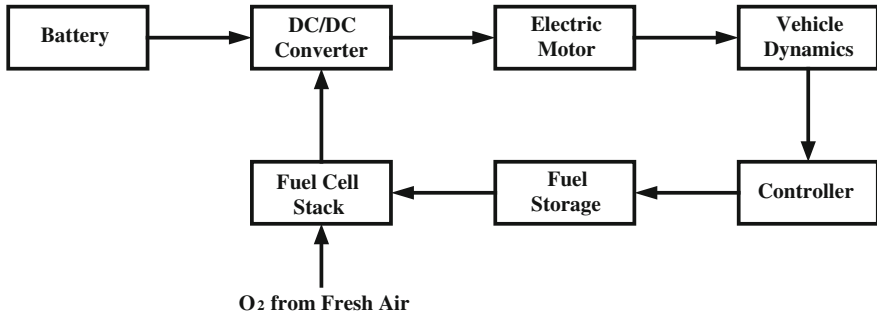 Battery
DC/DC
Converter
Electric
Motor
Vehicle
Dynamics
Fuel Cell
Stack
Fuel
Storage
Controller
O2 from Fresh Air